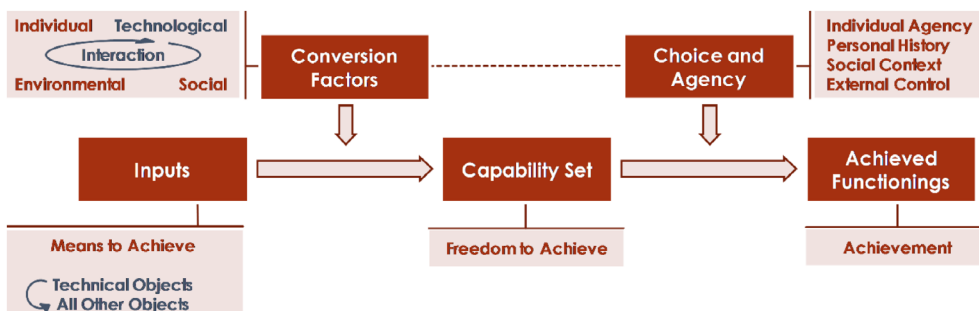 Individual Technological
Interaction
Environmental Social
Conversion
Factors
Choice and
Agency
Individual Agency
Personal History
Social Context
External Control
Inputs
Capability Set
Achieved
Functionings
Means to Achieve
Technical Objects
All Other Objects
Freedom to Achieve
Achievement